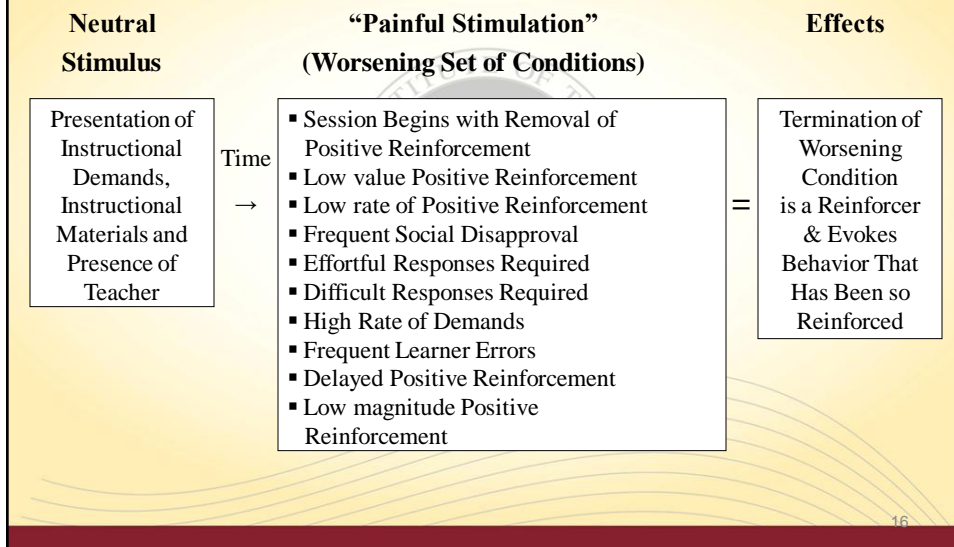 Neutral
Stimulus
“Painful Stimulation”
(Worsening Set of Conditions)
Effects
Presentation of
Instructional
Demands,
Instructional
Materials and
Presence of
Teacher
Time
→
▪ Session Begins with Removal of
Positive Reinforcement
▪ Low value Positive Reinforcement
▪ Low rate of Positive Reinforcement
▪ Frequent Social Disapproval
▪ Effortful Responses Required
▪ Difficult Responses Required
▪ High Rate of Demands
▪ Frequent Learner Errors
▪ Delayed Positive Reinforcement
▪ Low magnitude Positive
Reinforcement
=
Termination of
Worsening
Condition
is a Reinforcer
& Evokes
Behavior That
Has Been so
Reinforced
16